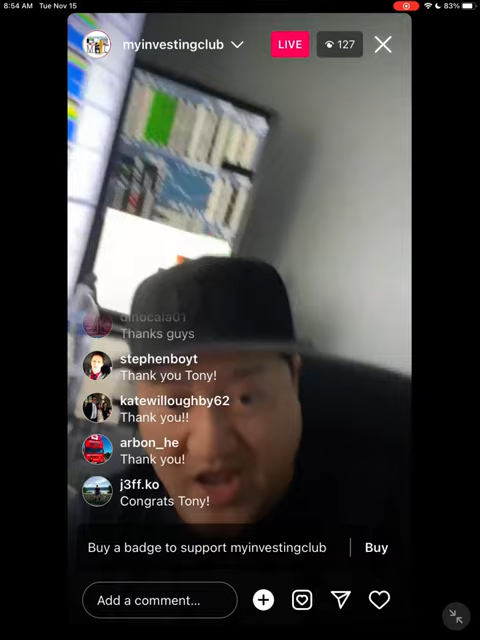 8:54 AM Tue Nov 15
83%
myinvestingclub
LIVE
127
dinocala01
Thanks guys
stephenboyt
Thank you Tony!
katewilloughby62
Thank you!!
arbon_he
Thank you!
j3ff.ko
Congrats Tony!
Buy a badge to support myinvestingclub
Buy
Add a comment...